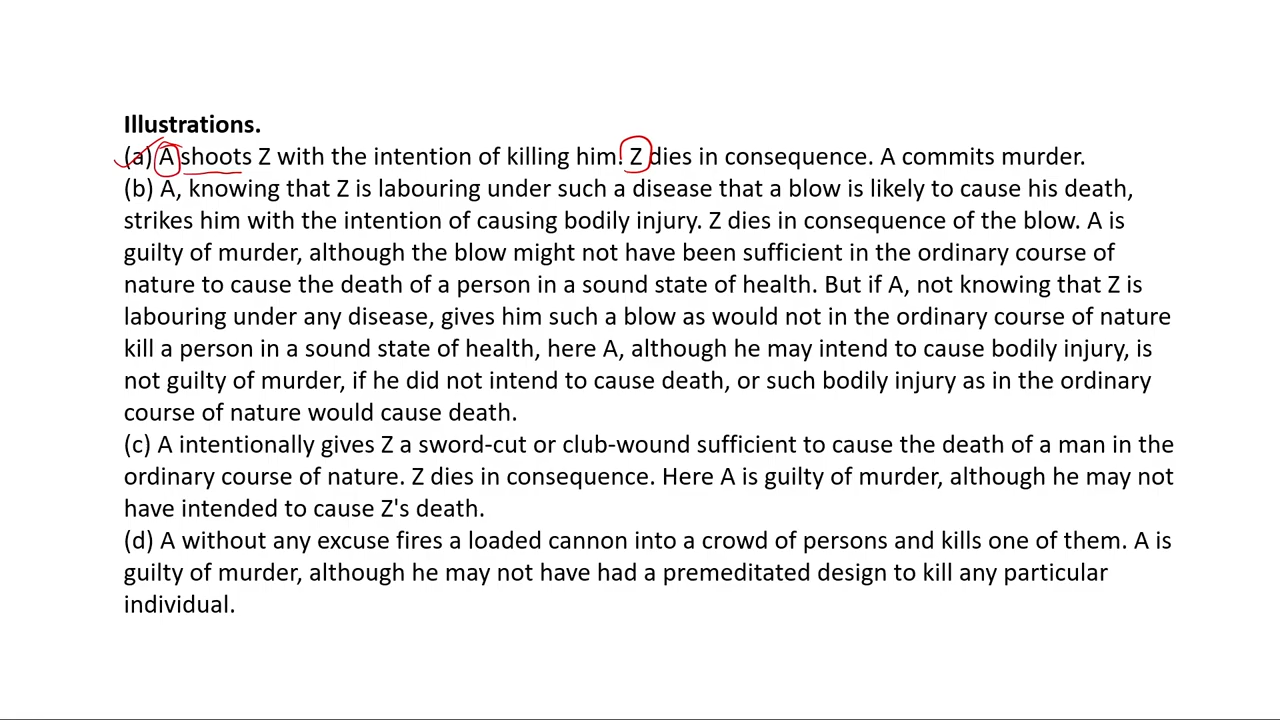 Illustrations.
(a) A shoots Z with the intention of killing him. Z dies in consequence. A commits murder.
(b) A, knowing that Z is labouring under such a disease that a blow is likely to cause his death,
strikes him with the intention of causing bodily injury. Z dies in consequence of the blow. A is
guilty of murder, although the blow might not have been sufficient in the ordinary course of
nature to cause the death of a person in a sound state of health. But if A, not knowing that Z is
labouring under any disease, gives him such a blow as would not in the ordinary course of nature
kill a person in a sound state of health, here A, although he may intend to cause bodily injury, is
not guilty of murder, if he did not intend to cause death, or such bodily injury as in the ordinary
course of nature would cause death.
(c) A intentionally gives Z a sword-cut or club-wound sufficient to cause the death of a man in the
ordinary course of nature. Z dies in consequence. Here A is guilty of murder, although he may not
have intended to cause Z's death.
(d) A without any excuse fires a loaded cannon into a crowd of persons and kills one of them. A is
guilty of murder, although he may not have had a premeditated design to kill any particular
individual.